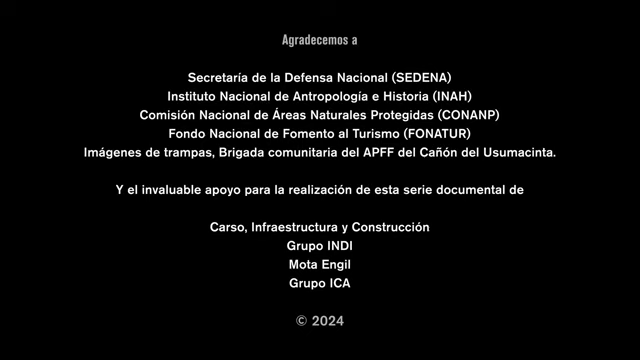 Agradecemos a
Secretaría de la Defensa Nacional (SEDENA)
Instituto Nacional de Antropología e Historia (INAH)
Comisión Nacional de Áreas Naturales Protegidas (CONANP)
Fondo Nacional de Fomento al Turismo (FONATUR)
Imágenes de trampas, Brigada comunitaria del APFF del Cañón del Usumacinta.
Y el invaluable apoyo para la realización de esta serie documental de
Carso, Infraestructura y Construcción
Grupo INDI
Mota Engil
Grupo ICA
© 2024